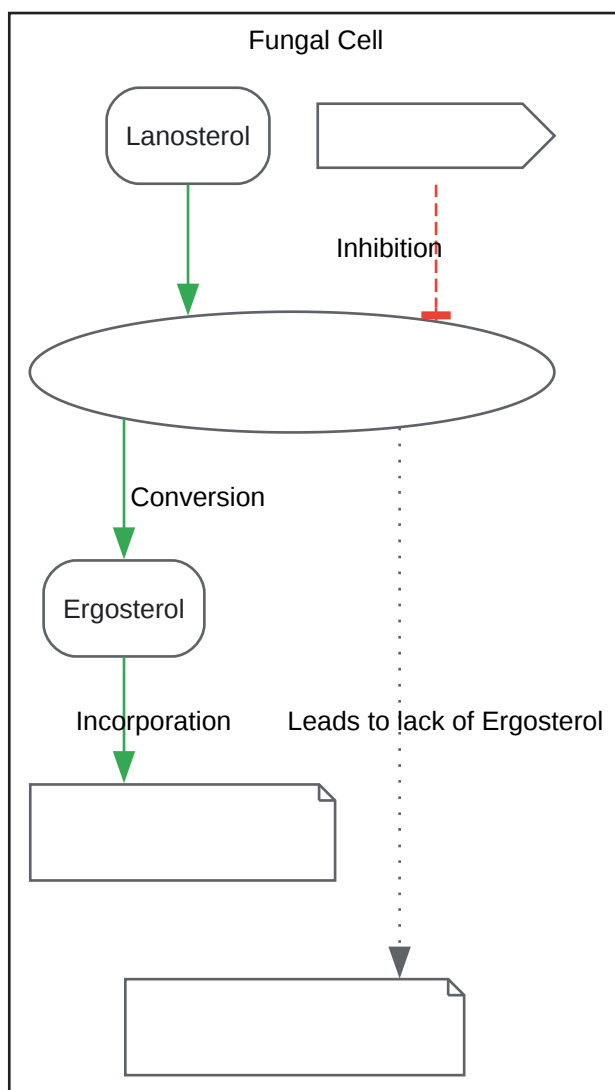 Fungal Cell
Lanosterol
Inhibition
Conversion
Ergosterol
Incorporation
Leads to lack of Ergosterol